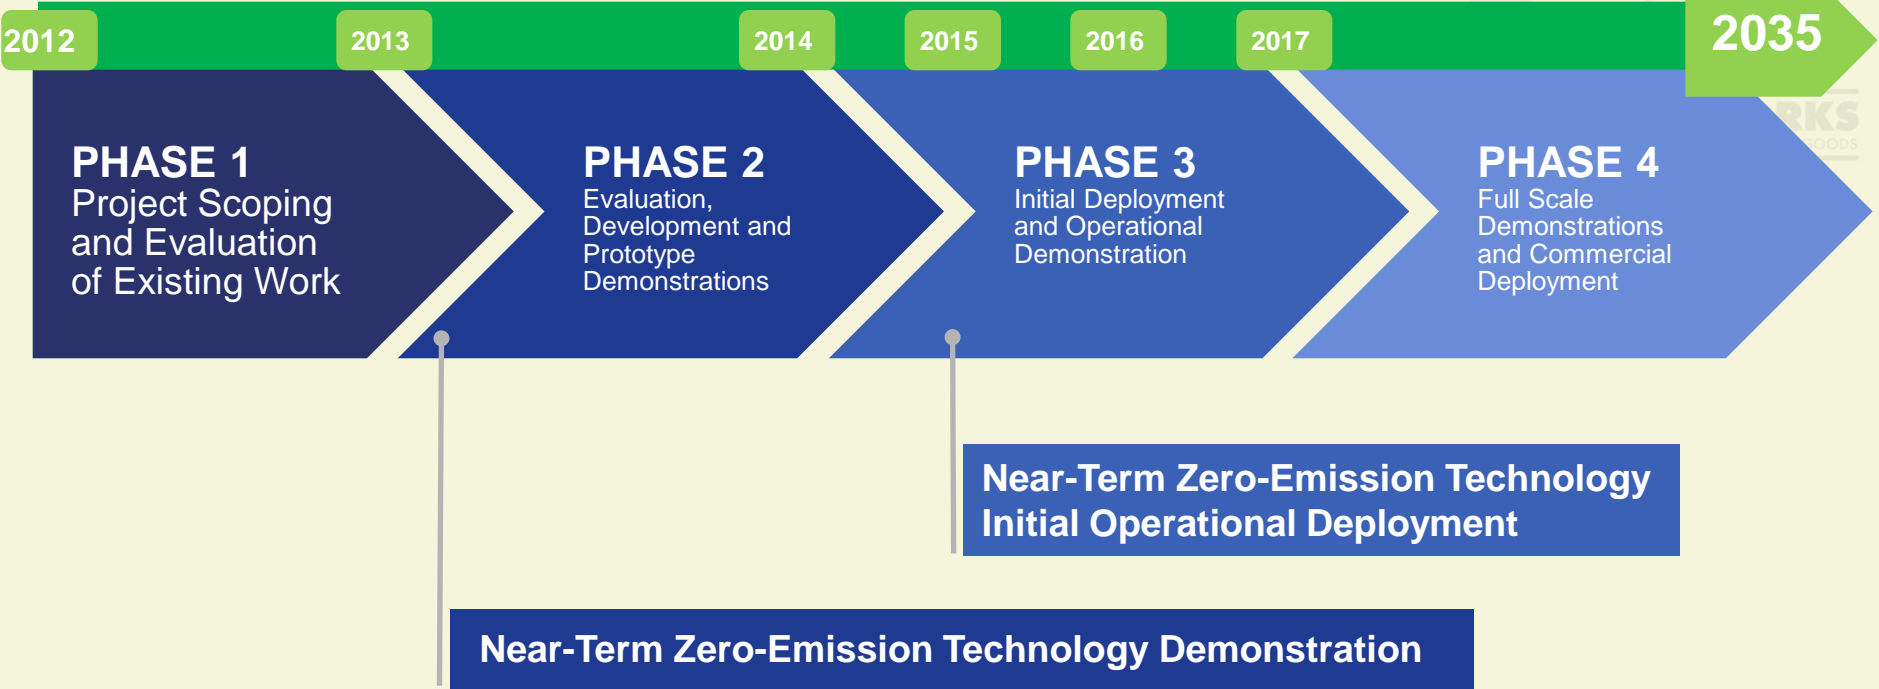 2012
2013
2014
2015
2016
2017
2035
PHASE 1
Project Scoping
and Evaluation
of Existing Work
PHASE 2
Evaluation,
Development and
Prototype
Demonstrations
PHASE 3
Initial Deployment
and Operational
Demonstration
PHASE 4
Full Scale
Demonstrations
and Commercial
Deployment
RKS
GOODS
Near-Term Zero-Emission Technology
Initial Operational Deployment
Near-Term Zero-Emission Technology Demonstration